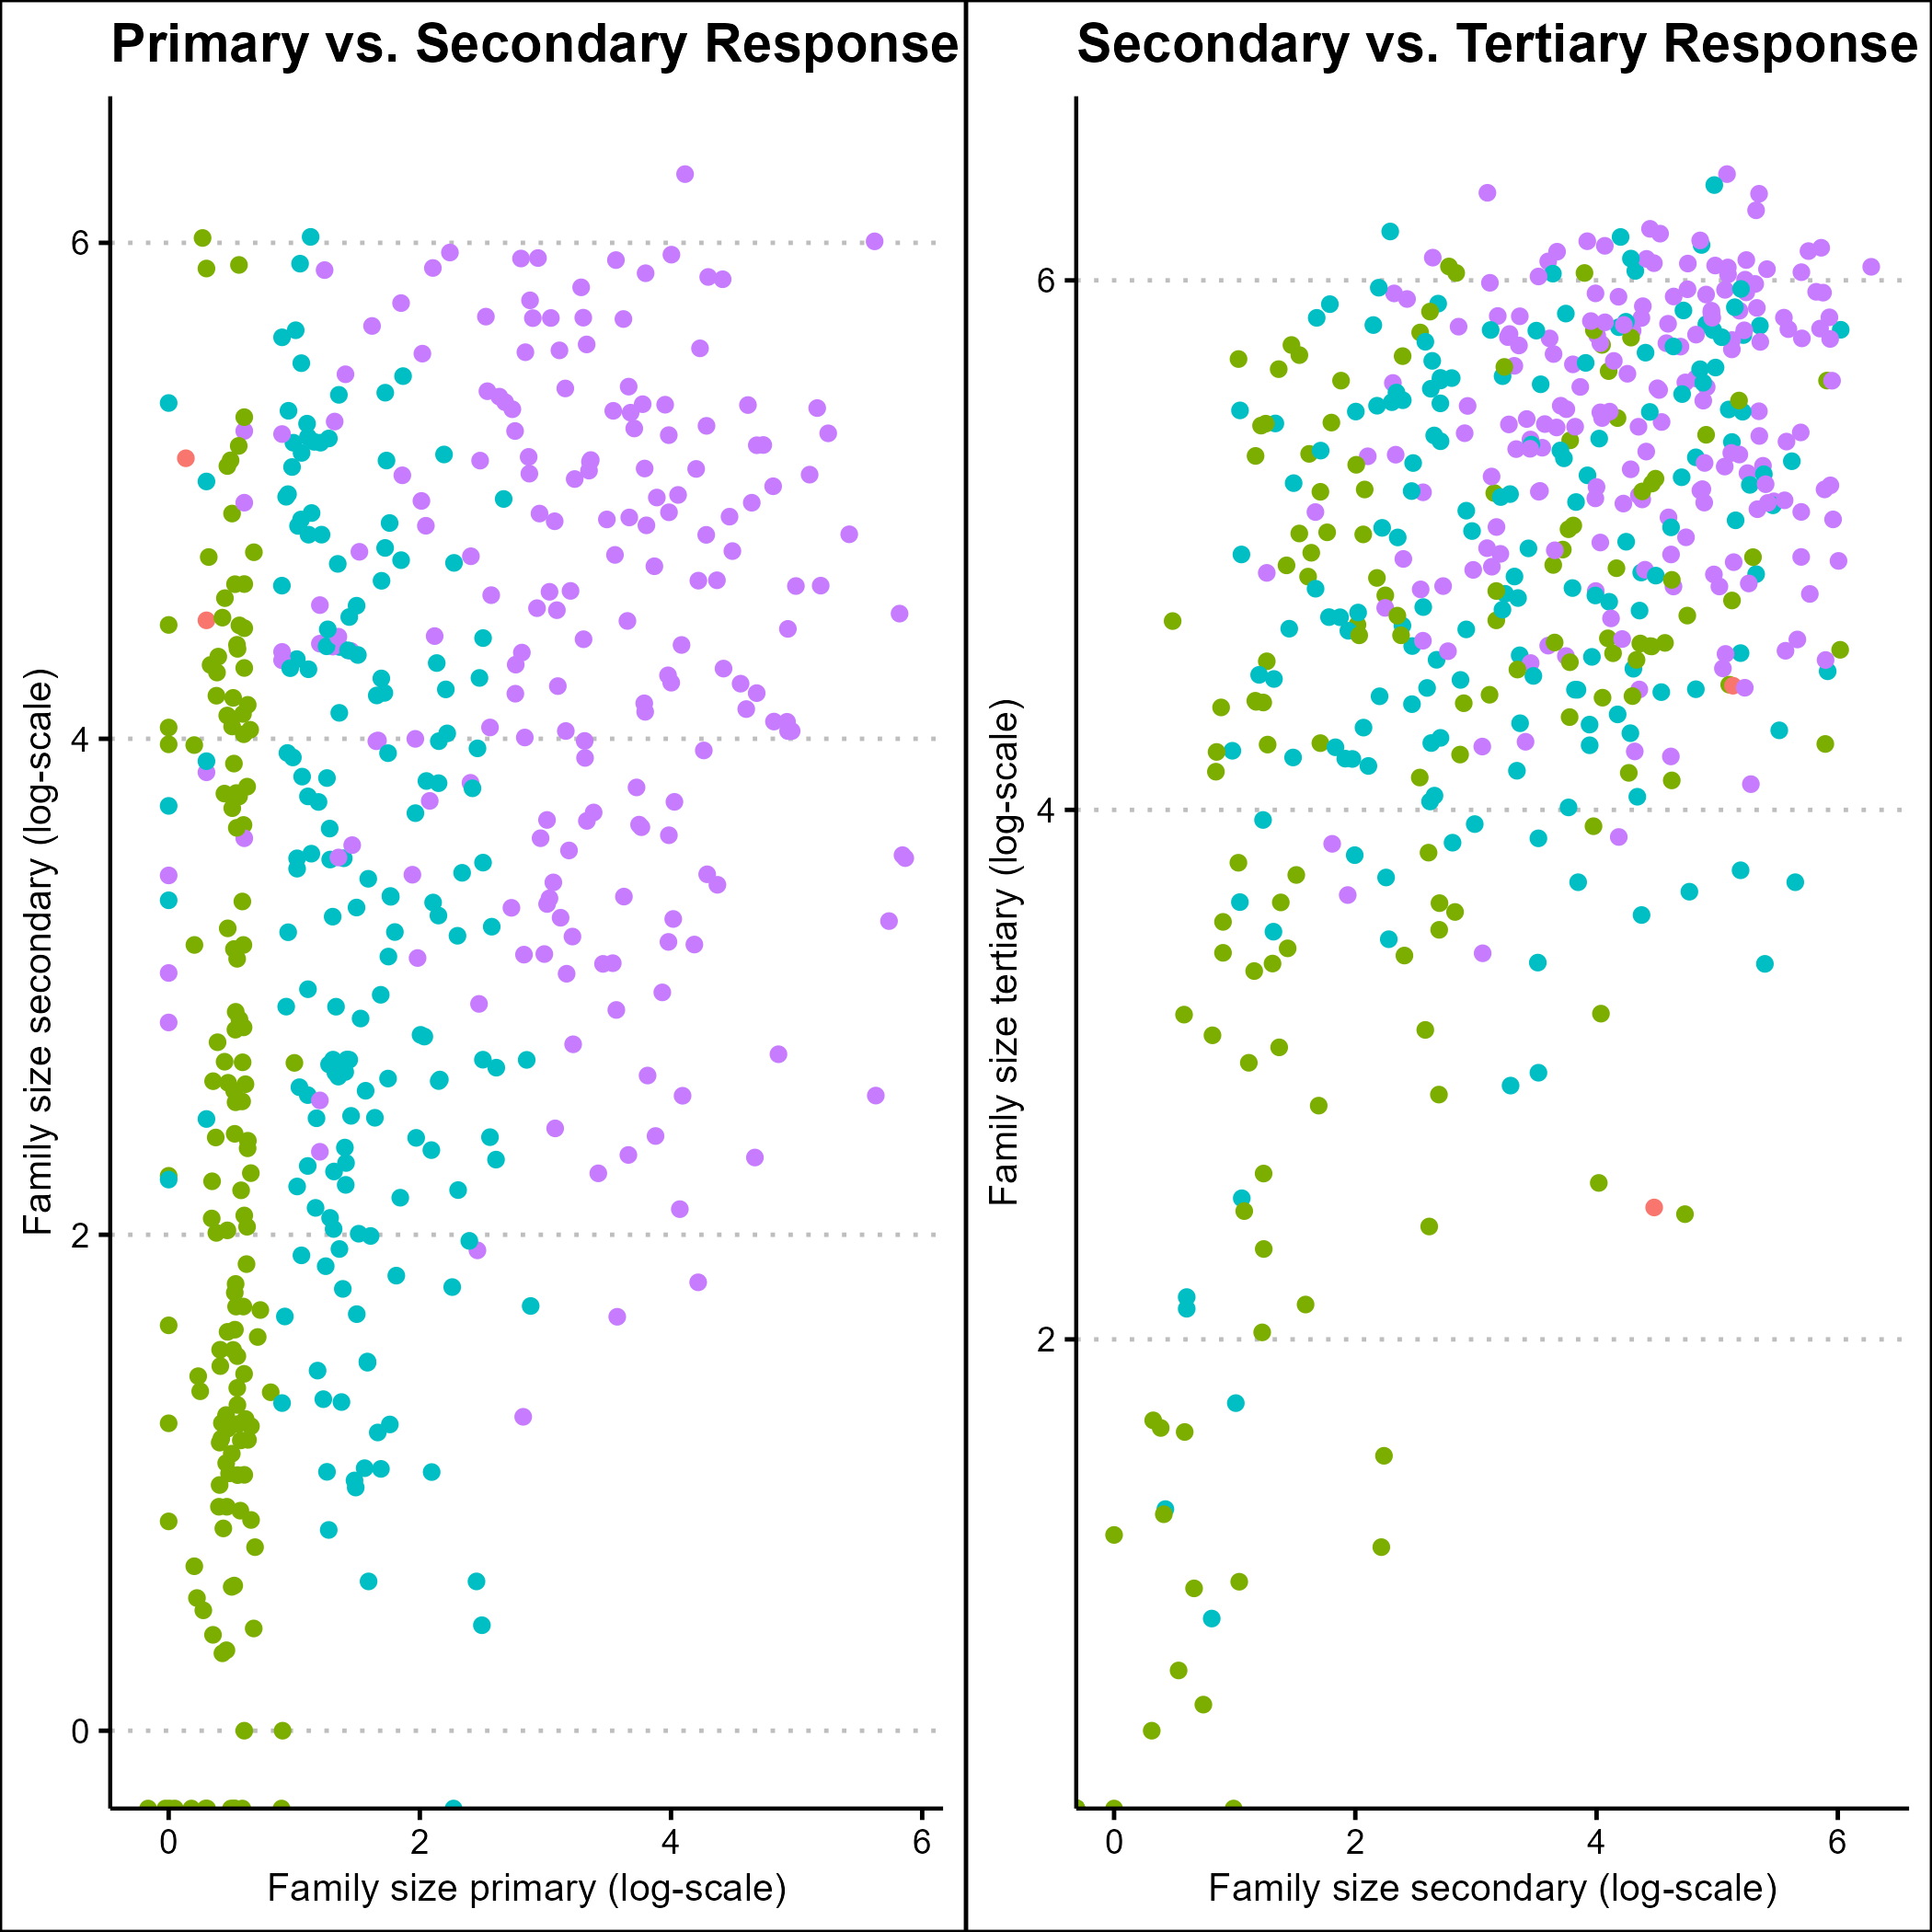 Primary vs. Secondary Response
Family size secondary (log-scale)
6
4
2
0
0 2 4 6
Family size primary (log-scale)
Secondary vs. Tertiary Response
Family size tertiary (log-scale)
6
4
2
0 2 4 6
Family size secondary (log-scale)